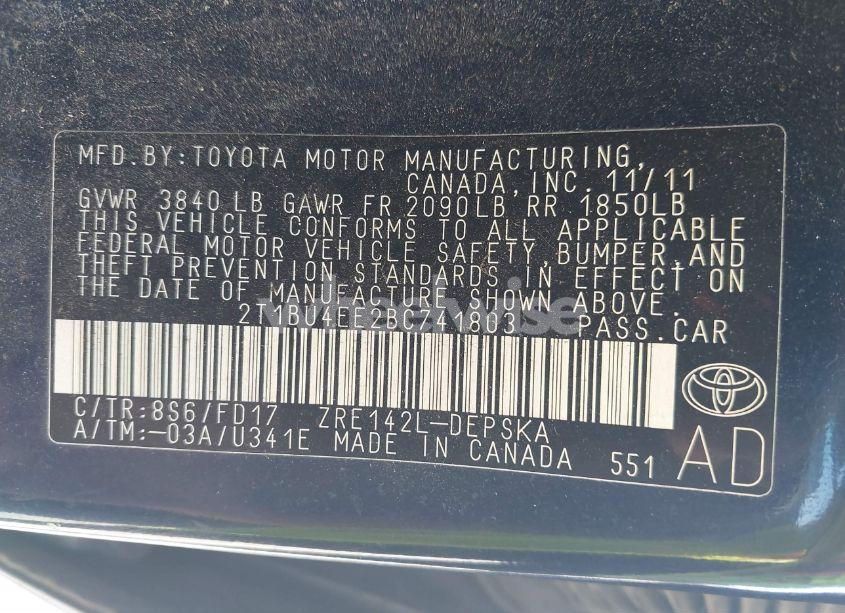 MFD.BY:TOYOTA MOTOR MANUFACTURING,
CANADA, INC. 11/11
GVWR 3840 LB GAWR FR 2090LB RR 1850LB
THIS VEHICLE CONFORMS TO ALL APPLICABLE
FEDERAL MOTOR VEHICLE SAFETY, BUMPER, AND
THEFT PREVENTION STANDARDS IN EFFECT ON
THE DATE OF MANUFACTURE SHOWN ABOVE.
2T1BU4EE2BC741803 PASS.CAR
C/TR:8S6/FD17 ZRE142L-DEPSKA
A/TM:-03A/U341E MADE IN CANADA 551
AD